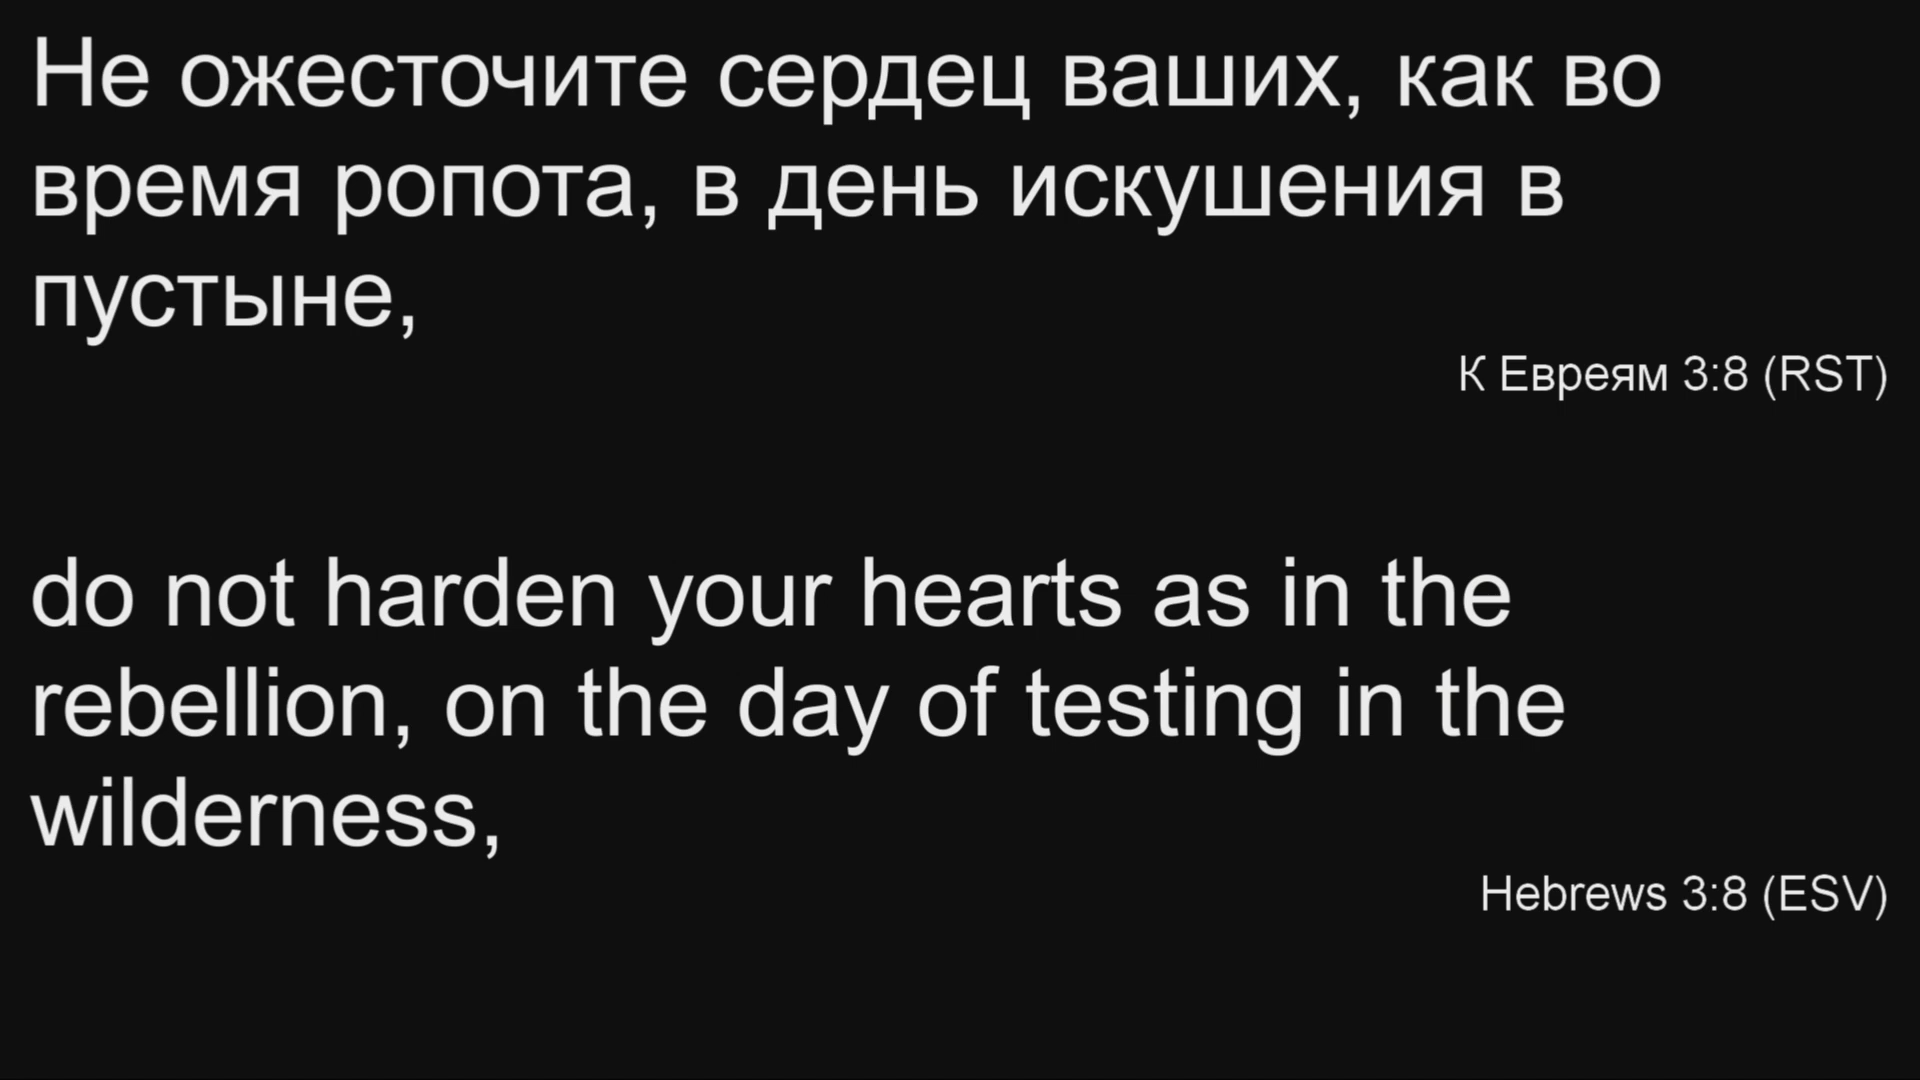 Не ожесточите сердец ваших, как во
время ропота, в день искушения в
пустыне,
К Евреям 3:8 (RST)
do not harden your hearts as in the
rebellion, on the day of testing in the
wilderness,
Hebrews 3:8 (ESV)